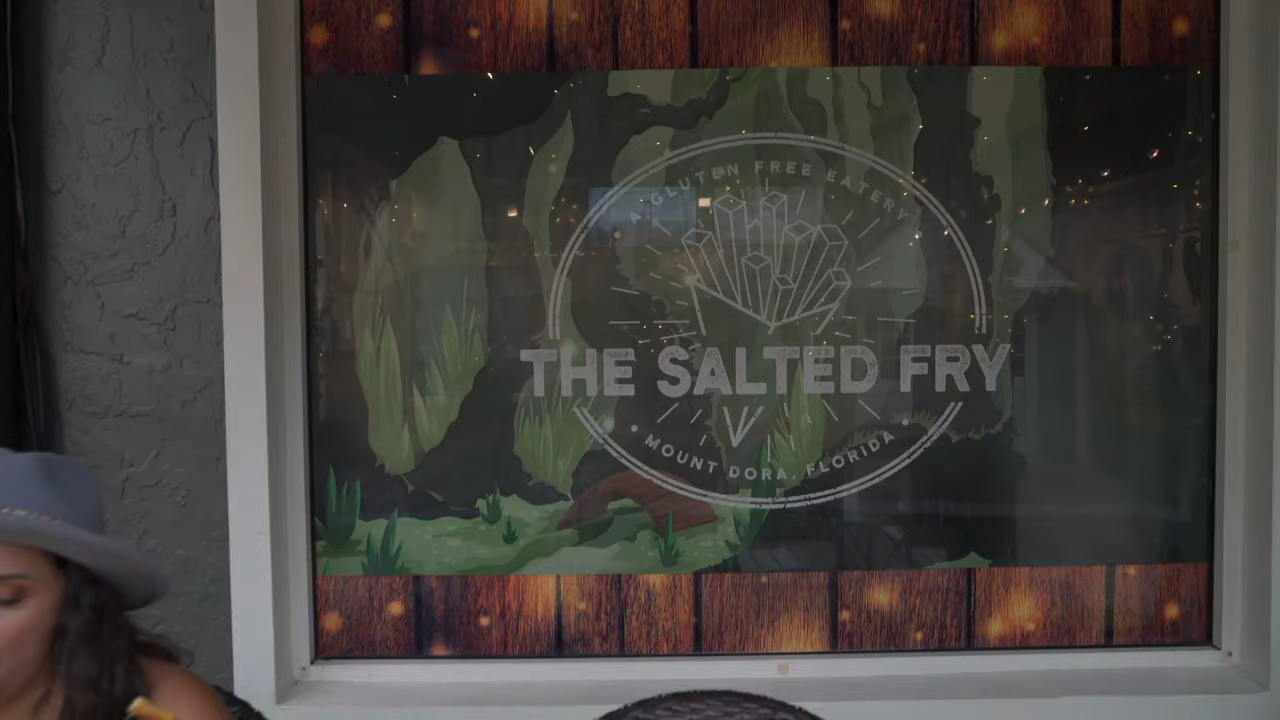 A GLUTEN FREE EATERY
THE SALTED FRY
MOUNT DORA, FLORIDA